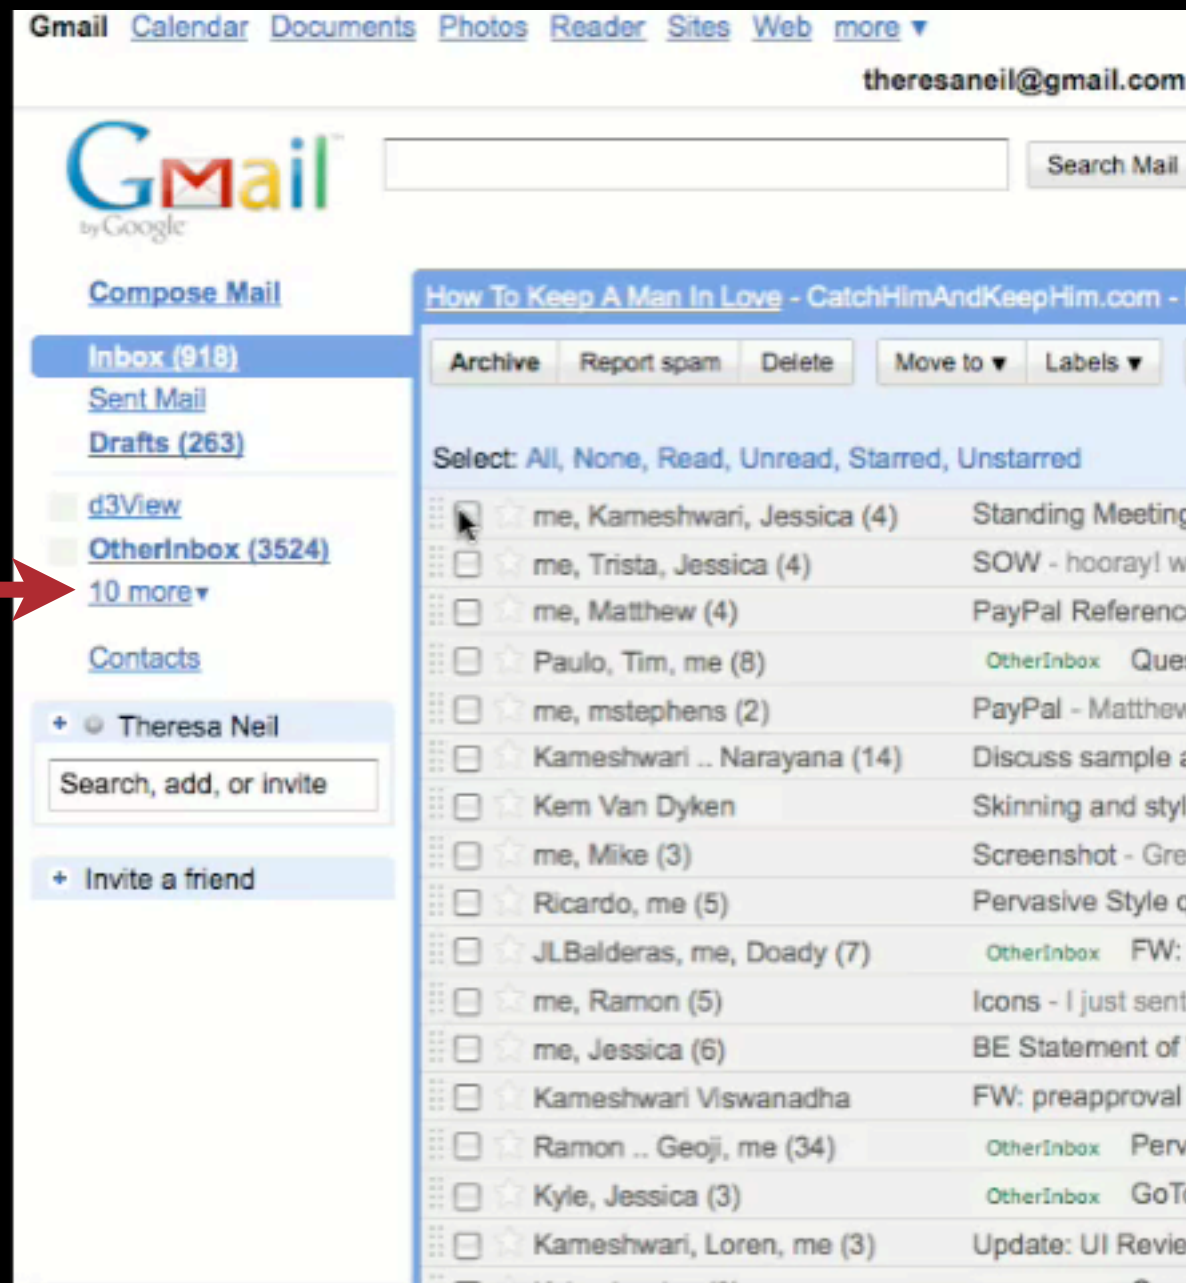 Gmail Calendar Documents Photos Reader Sites Web more ▼
theresaneil@gmail.com
Gmail™
by Google
Search Mail
Compose Mail
How To Keep A Man In Love - CatchHimAndKeepHim.com -
Inbox (918)
Archive Report spam Delete Move to ▼ Labels ▼
Sent Mail
Drafts (263)
Select: All, None, Read, Unread, Starred, Unstarred
d3View
OtherInbox (3524)
10 more ▼
Contacts
+ Theresa Neil
Search, add, or invite
+ Invite a friend
me, Kameshwari, Jessica (4) Standing Meeting
me, Trista, Jessica (4) SOW - hooray! w
me, Matthew (4) PayPal Referenc
Paulo, Tim, me (8) OtherInbox Ques
me, mstephens (2) PayPal - Matthew
Kameshwari .. Narayana (14) Discuss sample a
Kem Van Dyken Skinning and styl
me, Mike (3) Screenshot - Gre
Ricardo, me (5) Pervasive Style
JLBalderas, me, Doady (7) OtherInbox FW:
me, Ramon (5) Icons - I just sent
me, Jessica (6) BE Statement of
Kameshwari Viswanadha FW: preapproval
Ramon .. Geoji, me (34) OtherInbox Perv
Kyle, Jessica (3) OtherInbox GoTo
Kameshwari, Loren, me (3) Update: UI Revie